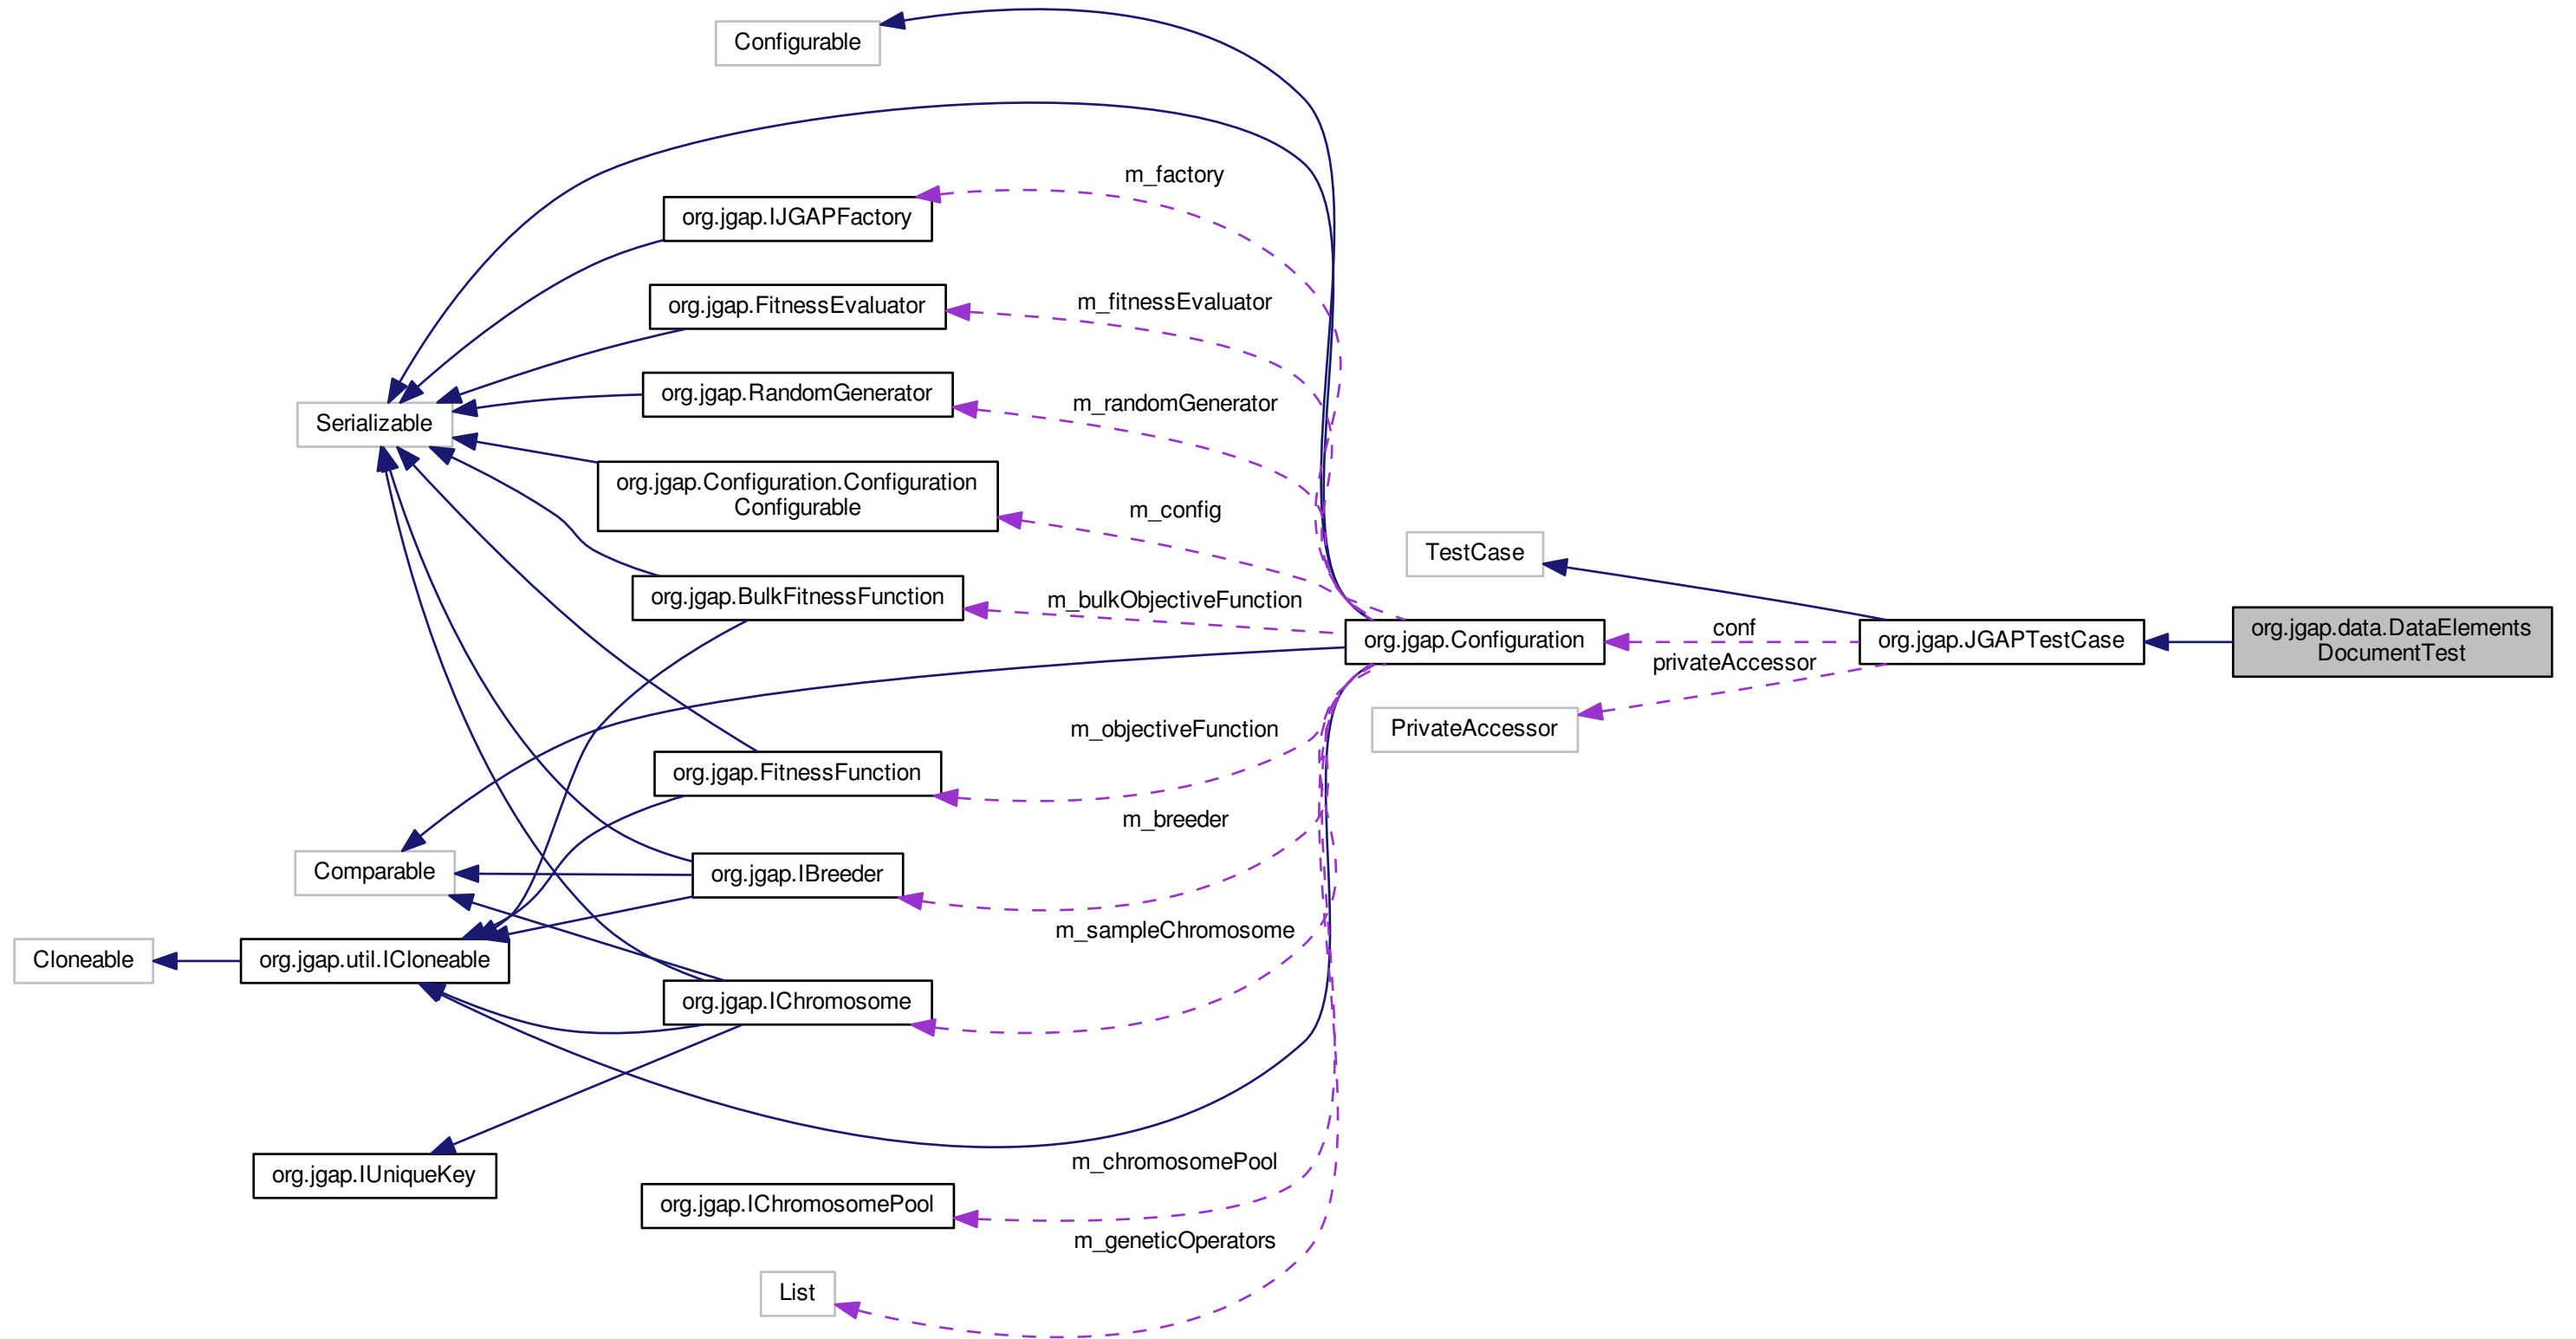 Configurable
m_factory
org.jgap.IJGAPFactory
m_fitnessEvaluator
org.jgap.FitnessEvaluator
org.jgap.RandomGenerator
m_randomGenerator
Serializable
org.jgap.Configuration.Configuration
Configurable
m_config
TestCase
org.jgap.BulkFitnessFunction
m_bulkObjectiveFunction
org.jgap.Configuration
conf
org.jgap.JGAPTestCase
privateAccessor
org.jgap.data.DataElements
DocumentTest
PrivateAccessor
m_objectiveFunction
org.jgap.FitnessFunction
m_breeder
Comparable
org.jgap.IBreeder
m_sampleChromosome
Cloneable
org.jgap.util.ICloneable
org.jgap.IChromosome
org.jgap.IUniqueKey
m_chromosomePool
org.jgap.IChromosomePool
m_geneticOperators
List